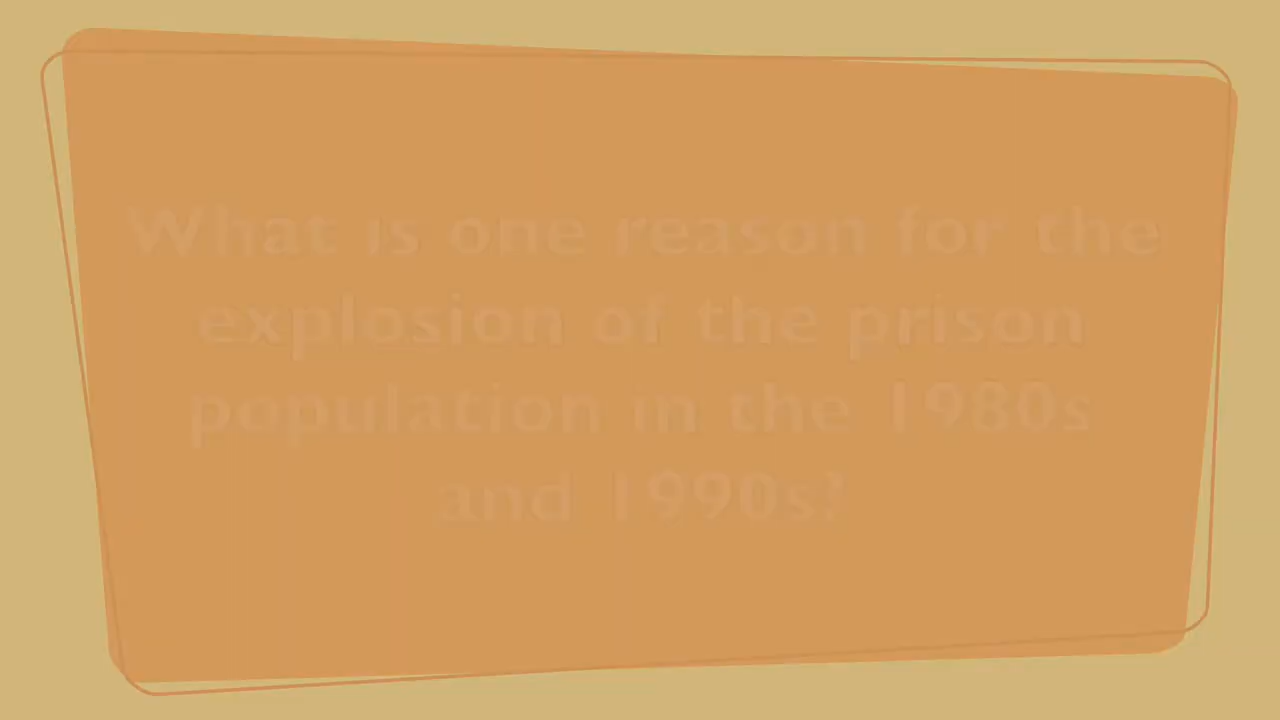 What is one reason for the
explosion of the prison
population in the 1980s
and 1990s?